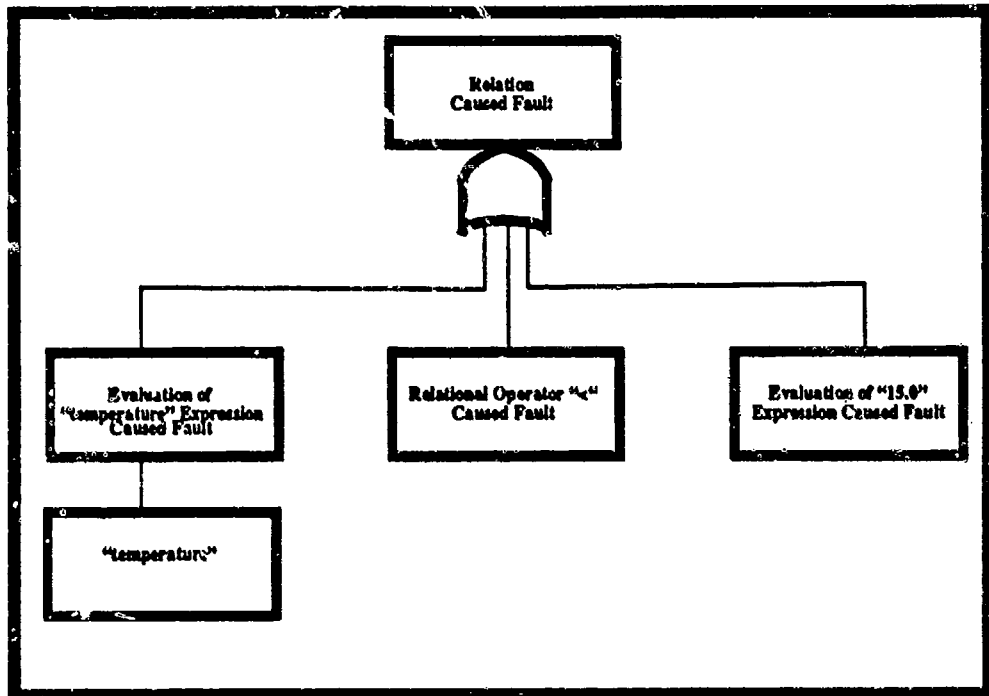 Relation
Caused Fault
Evaluation of
“temperature” Expression
Caused Fault
Relational Operator “<“
Caused Fault
Evaluation of “15.0”
Expression Caused Fault
“temperature”